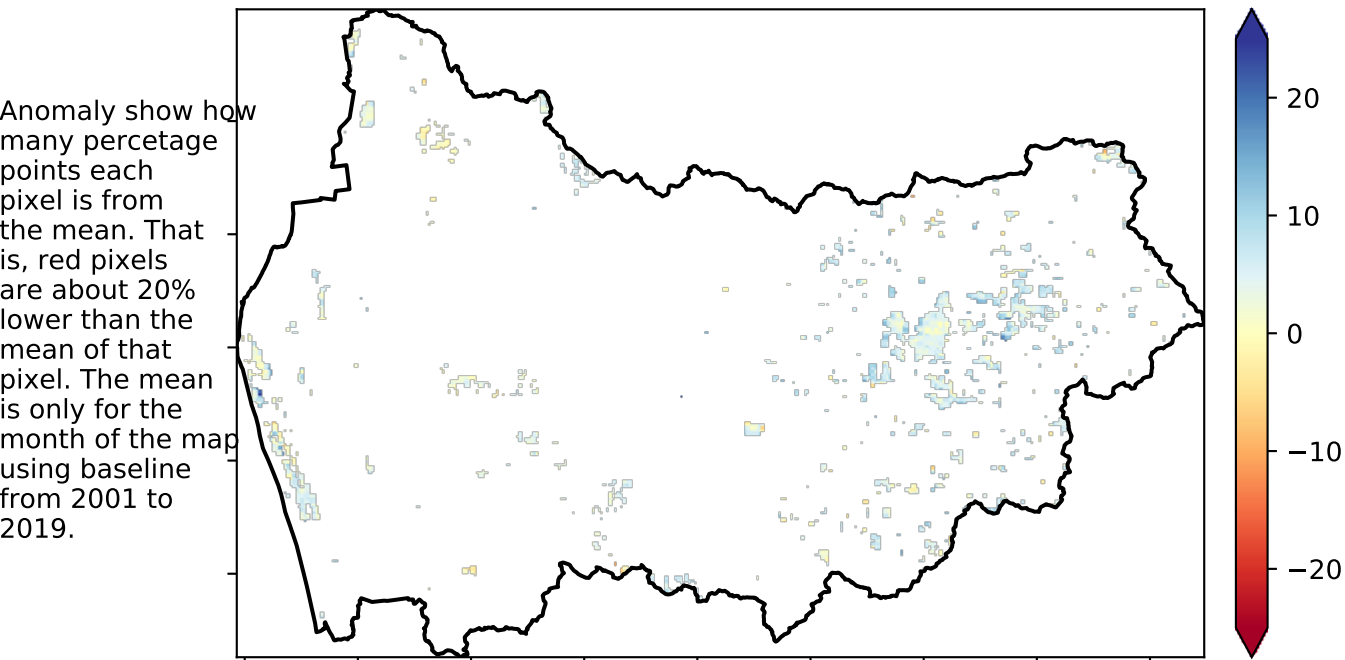 Anomaly show how
many percetage
points each
pixel is from
the mean. That
is, red pixels
are about 20%
lower than the
mean of that
pixel. The mean
is only for the
month of the map
using baseline
from 2001 to
2019.
20
10
0
−10
−20